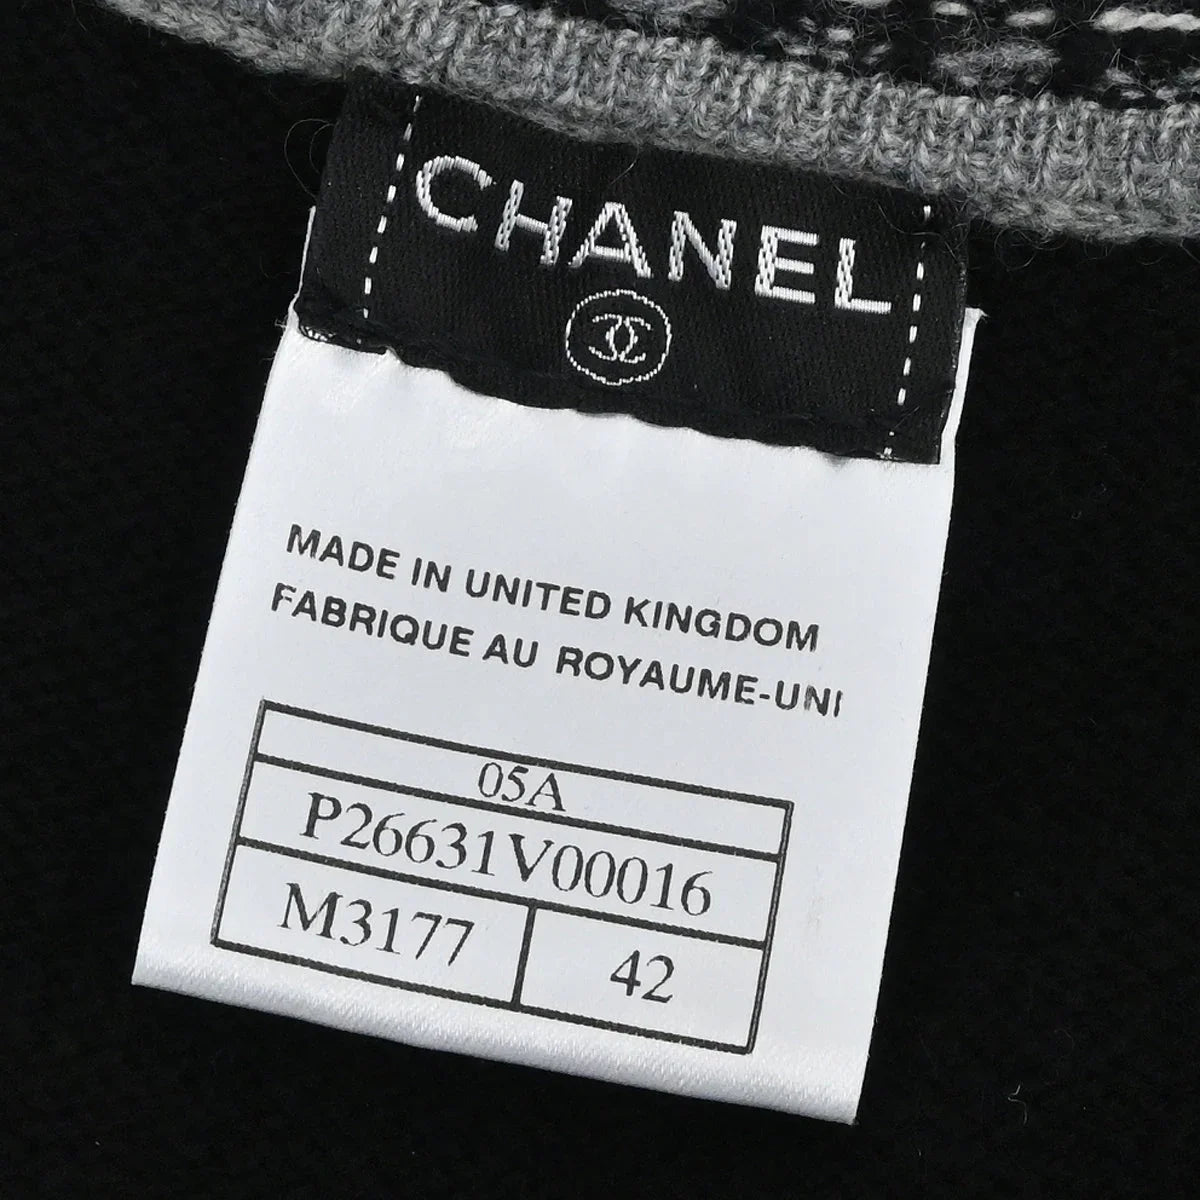 CHANEL
MADE IN UNITED KINGDOM
FABRIQUE AU ROYAUME-UNI
05A
P26631V00016
M3177 42